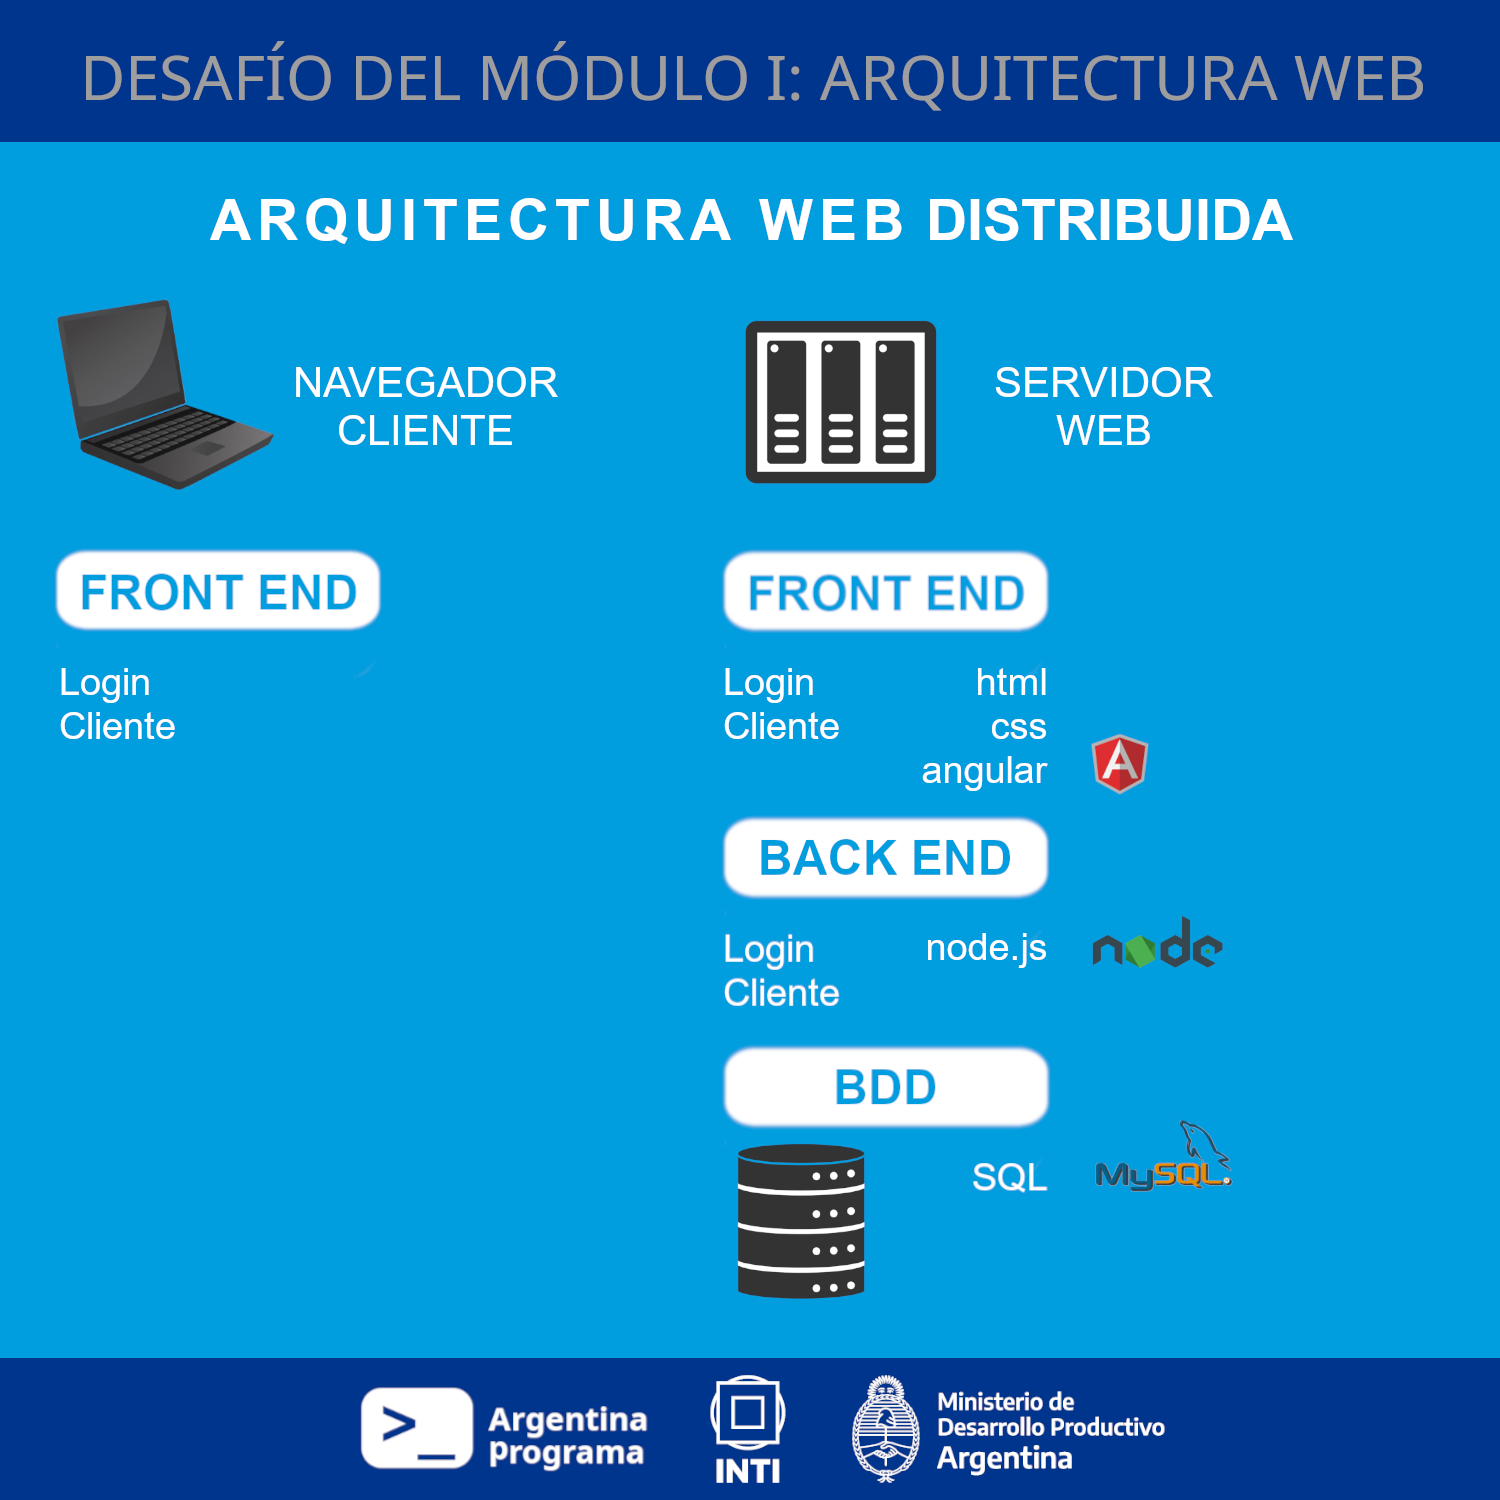 DESAFÍO DEL MÓDULO I: ARQUITECTURA WEB
ARQUITECTURA WEB DISTRIBUIDA
NAVEGADOR
CLIENTE
FRONT END
Login
Cliente
SERVIDOR
WEB
FRONT END
Login html
Cliente css
angular
A
BACK END
Login node.js
Cliente
node
BDD
SQL
MySQL®
>_
Argentina
programa
INTI
Ministerio de
Desarrollo Productivo
Argentina